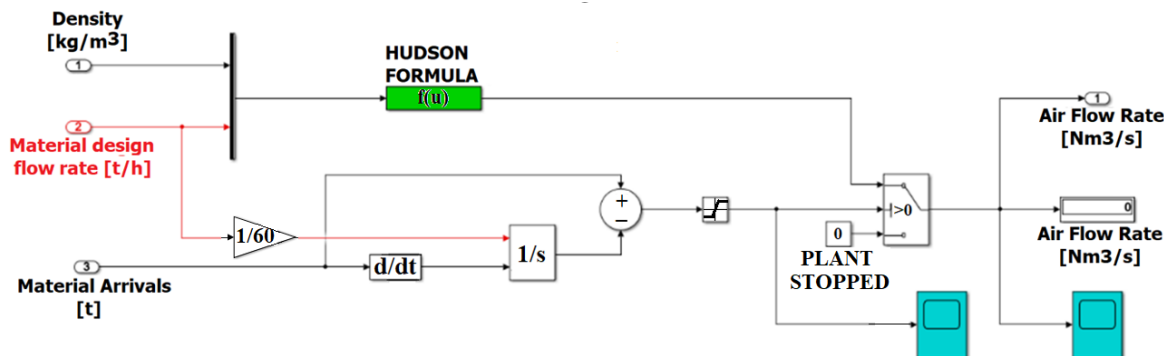 Density
[kg/m3]
1
HUDSON
FORMULA
f(u)
2
Material design
flow rate [t/h]
1
Air Flow Rate
[Nm3/s]
+
−
>0
0
Air Flow Rate
[Nm3/s]
1/60
1/s
0
PLANT
STOPPED
3
d/dt
Material Arrivals
[t]